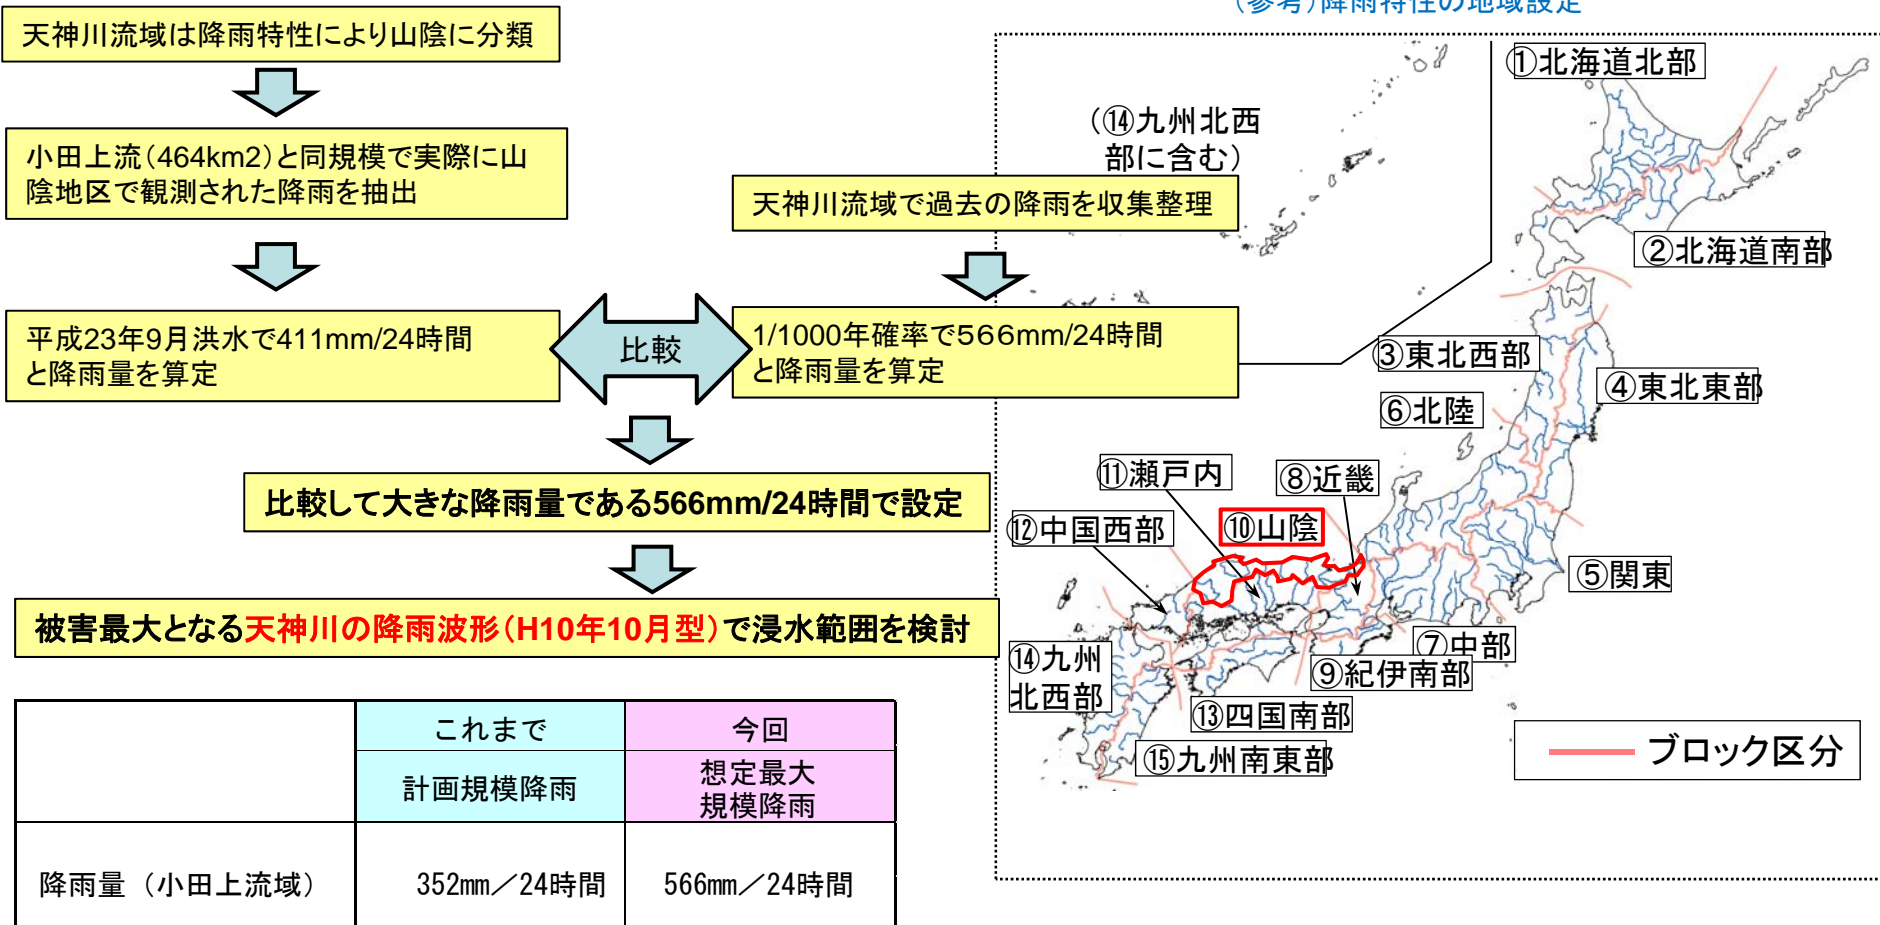 天神川流域は降雨特性により山陰に分類
小田上流（464km2）と同規模で実際に山
陰地区で観測された降雨を抽出
平成23年9月洪水で411mm/24時間
と降雨量を算定
天神川流域で過去の降雨を収集整理
1/1000年確率で566mm/24時間
と降雨量を算定
比較
比較して大きな降雨量である566mm/24時間で設定
被害最大となる天神川の降雨波形（H10年10月型）で浸水範囲を検討
これまで
今回
計画規模降雨
想定最大
規模降雨
降雨量（小田上流域）
352㎜／24時間
566㎜／24時間
（参考）降雨特性の地域設定
（⑭九州北西
部に含む）
①北海道北部
②北海道南部
③東北西部
④東北東部
⑥北陸
⑪瀬戸内
⑧近畿
⑫中国西部
⑩山陰
⑤関東
⑦中部
⑭九州
北西部
⑨紀伊南部
⑬四国南部
⑮九州南東部
ブロック区分